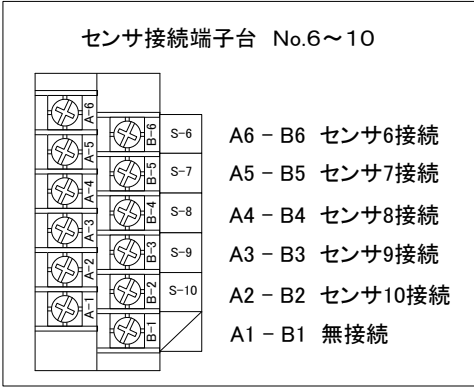 センサ接続端子台 No.6～10
A-6
A-5
A-4
A-3
A-2
A-1
B-6
B-5
B-4
B-3
B-2
B-1
S-6
S-7
S-8
S-9
S-10
A6 - B6 センサ6接続
A5 - B5 センサ7接続
A4 - B4 センサ8接続
A3 - B3 センサ9接続
A2 - B2 センサ10接続
A1 - B1 無接続